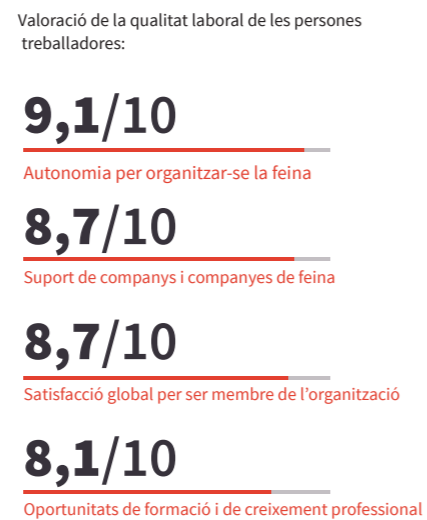 Valoració de la qualitat laboral de les persones
treballadores:
9,1/10
Autonomia per organitzar-se la feina
8,7/10
Suport de companys i companyes de feina
8,7/10
Satisfacció global per ser membre de l'organització
8,1/10
Oportunitats de formació i de creixement professional